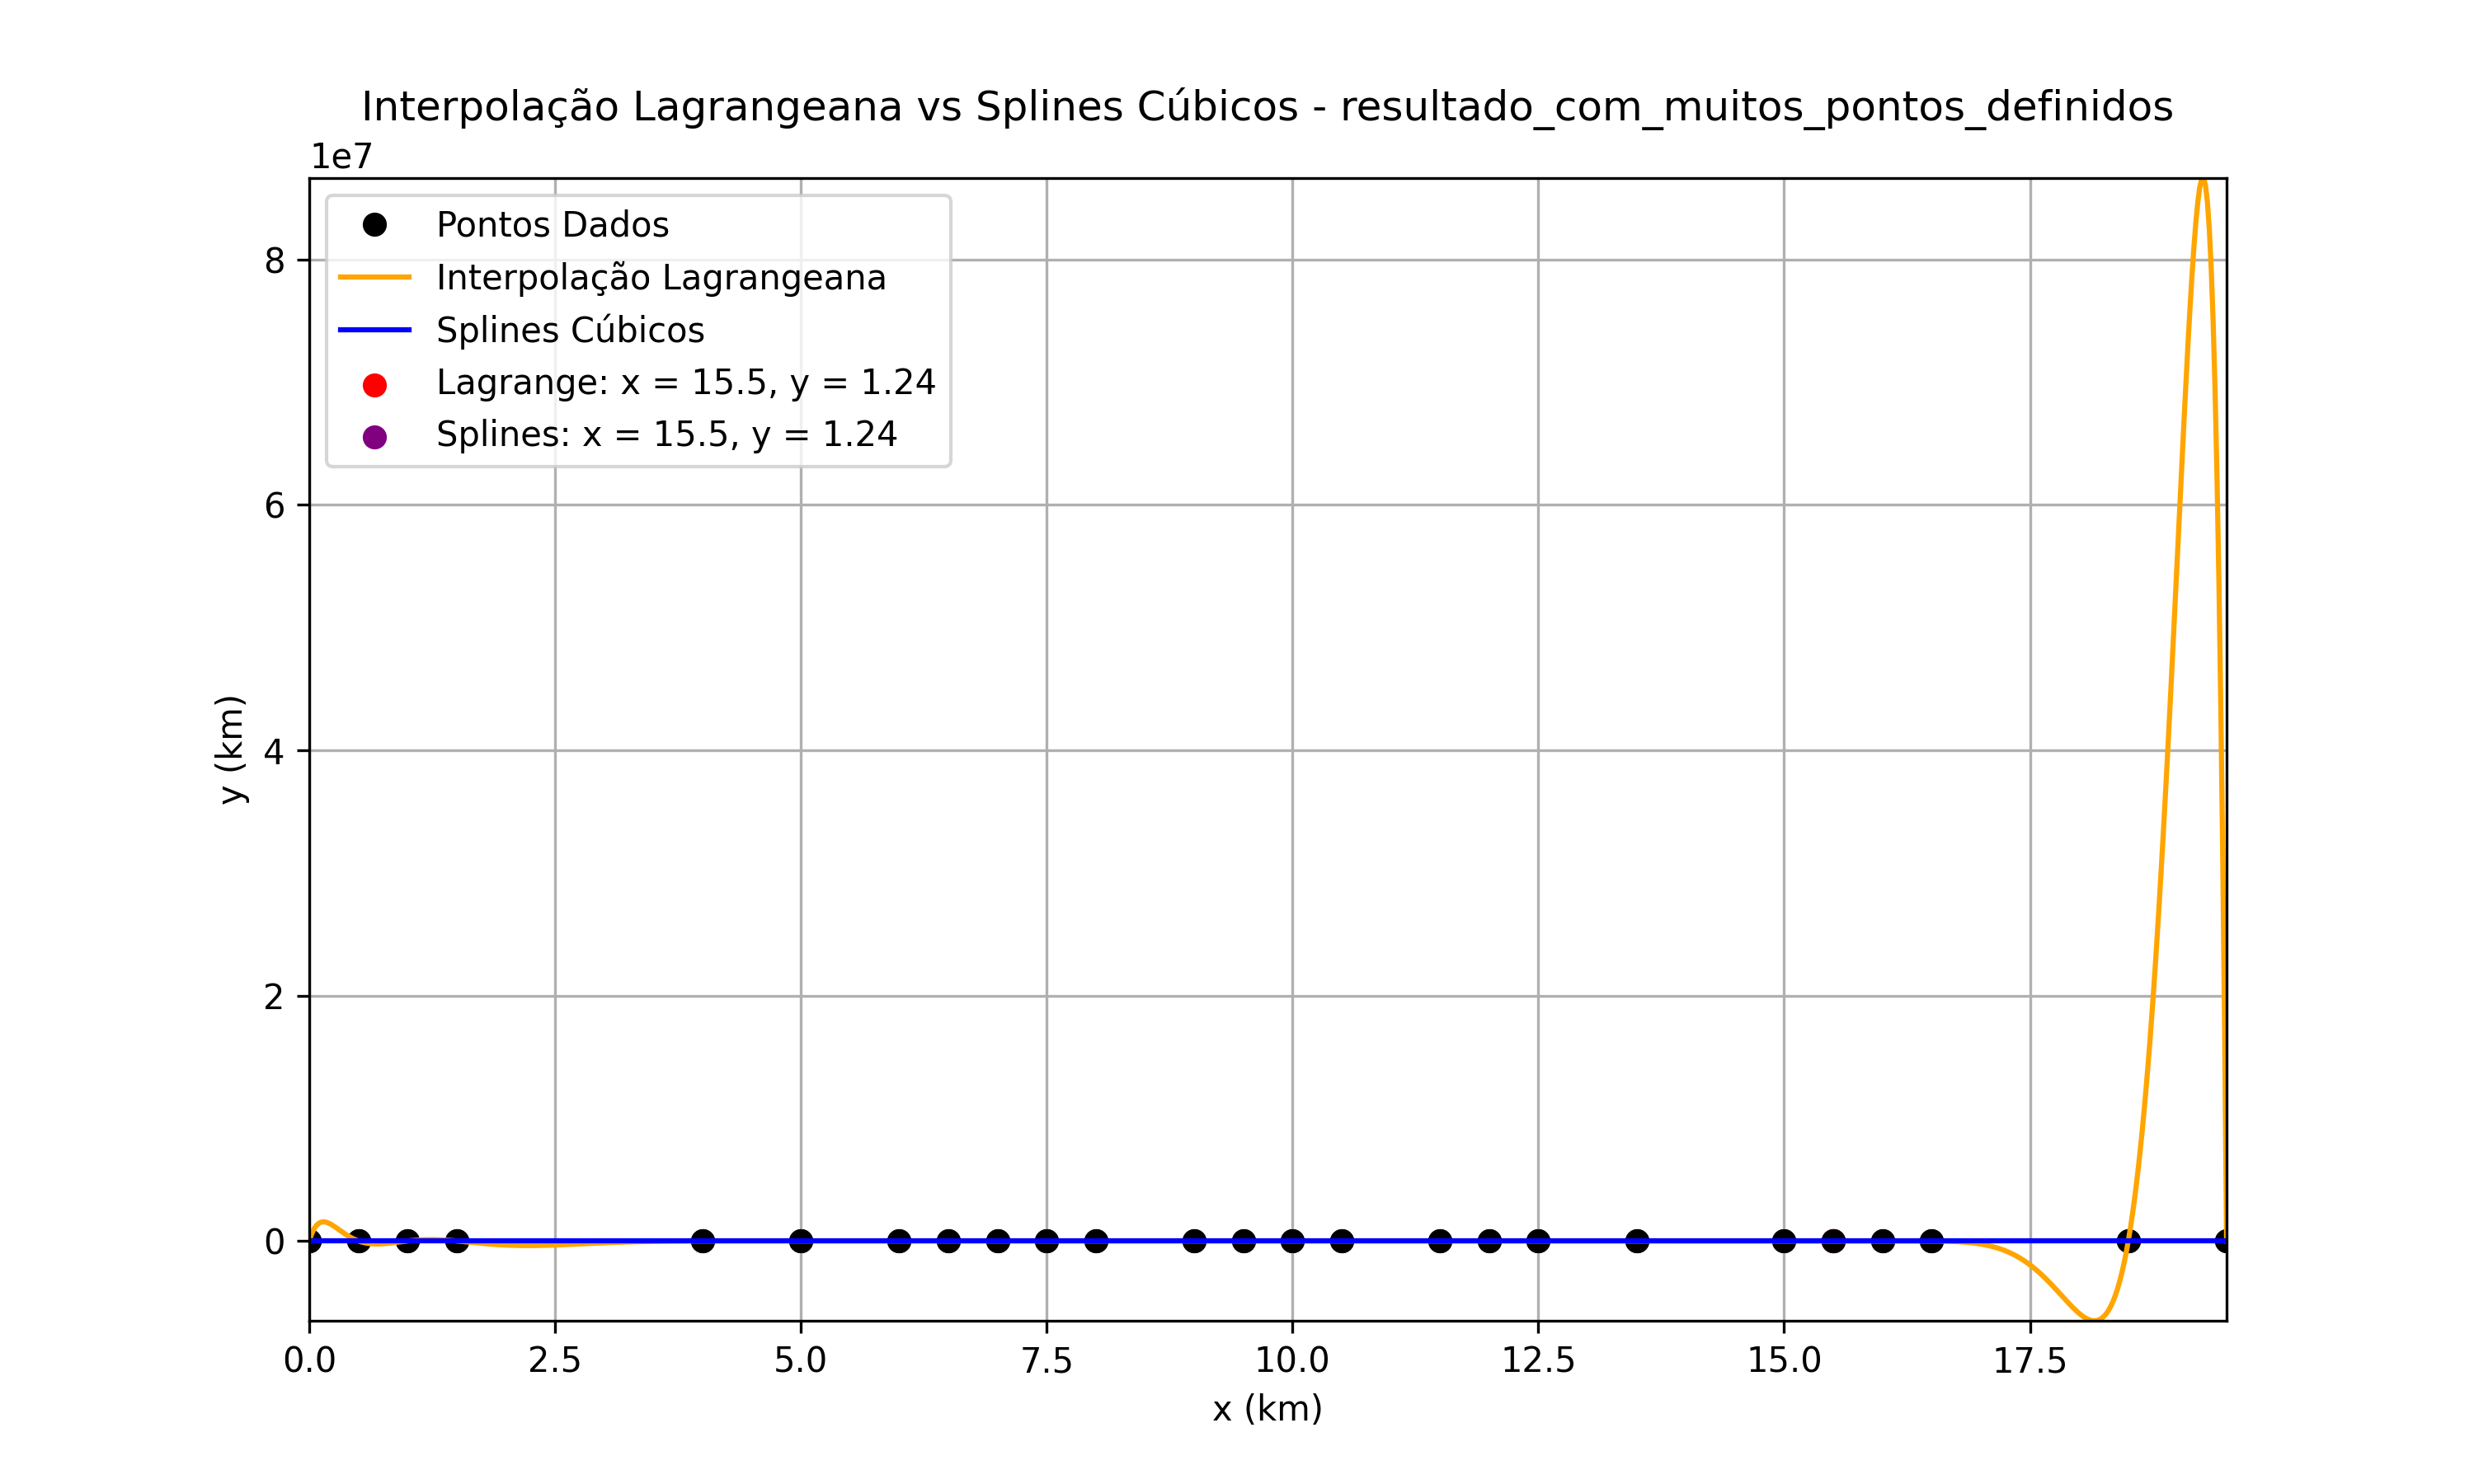 Interpolação Lagrangeana vs Splines Cúbicos - resultado_com_muitos_pontos_definidos
1e7
Pontos Dados
Interpolação Lagrangeana
Splines Cúbicos
Lagrange: x = 15.5, y = 1.24
Splines: x = 15.5, y = 1.24
8
6
4
2
0
y (km)
0.0 2.5 5.0 7.5 10.0 12.5 15.0 17.5
x (km)